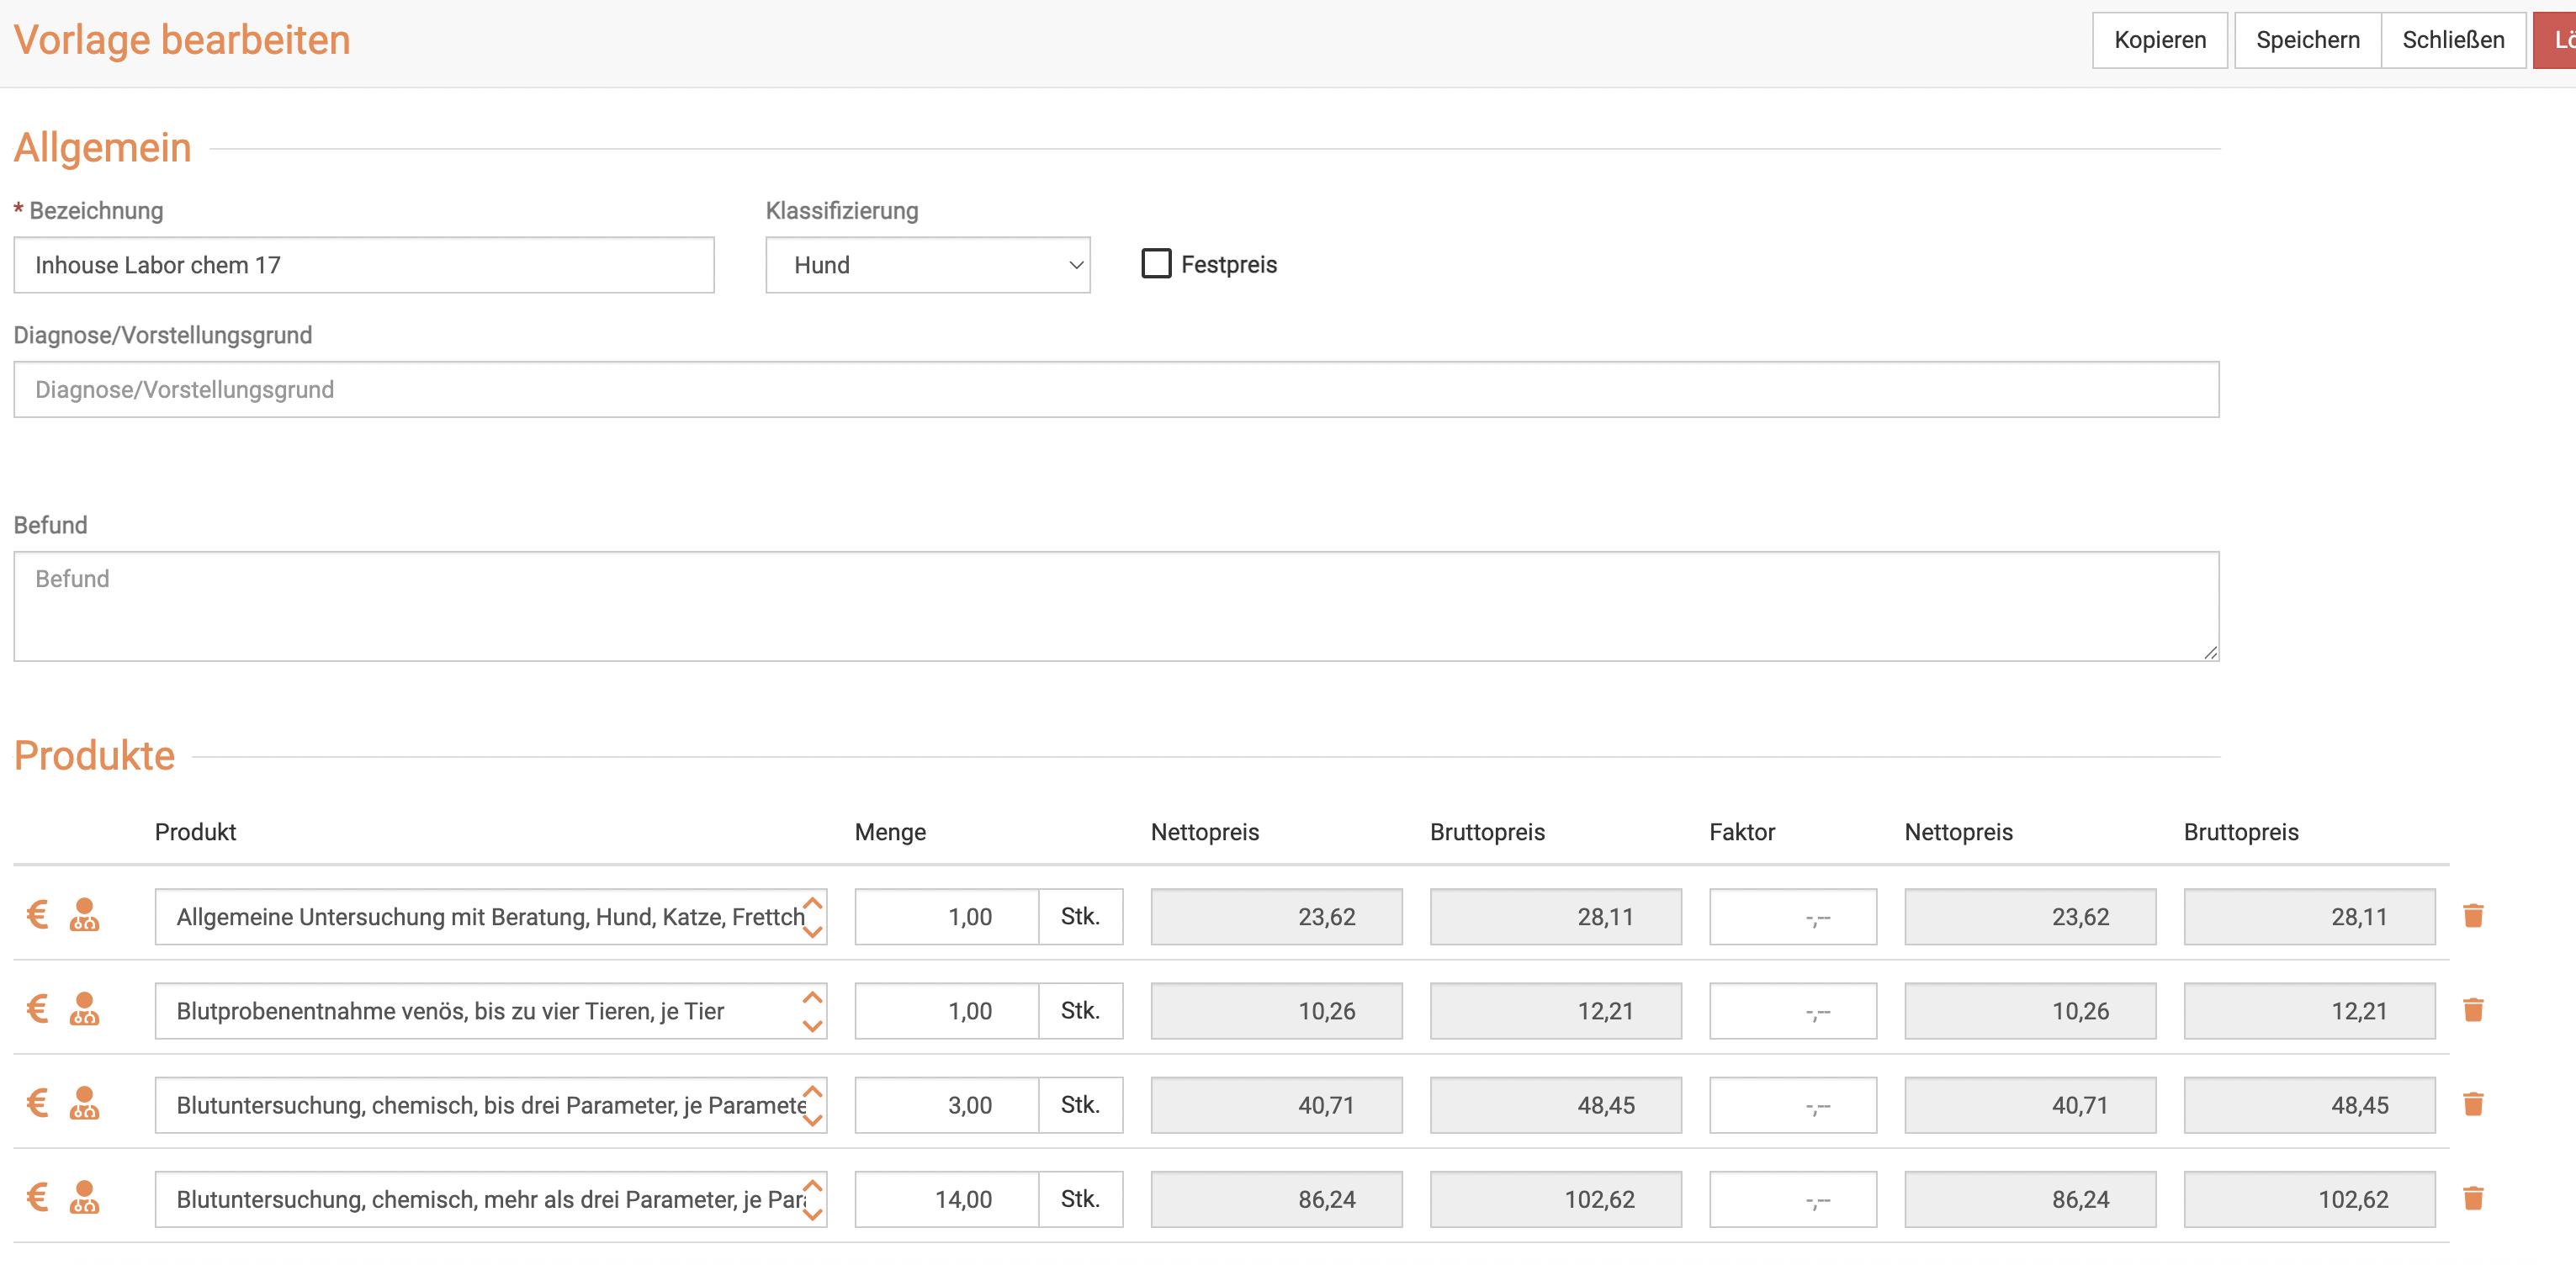 Vorlage bearbeiten
Kopieren Speichern Schließen Lö
Allgemein
* Bezeichnung Klassifizierung
Inhouse Labor chem 17 Hund Festpreis
Diagnose/Vorstellungsgrund
Diagnose/Vorstellungsgrund
Befund
Befund
Produkte
Produkt Menge Nettopreis Bruttopreis Faktor Nettopreis Bruttopreis
€ Allgemeine Untersuchung mit Beratung, Hund, Katze, Frettch 1,00 Stk. 23,62 28,11 -,-- 23,62 28,11
€ Blutprobenentnahme venös, bis zu vier Tieren, je Tier 1,00 Stk. 10,26 12,21 -,-- 10,26 12,21
€ Blutuntersuchung, chemisch, bis drei Parameter, je Paramete 3,00 Stk. 40,71 48,45 -,-- 40,71 48,45
€ Blutuntersuchung, chemisch, mehr als drei Parameter, je Para 14,00 Stk. 86,24 102,62 -,-- 86,24 102,62